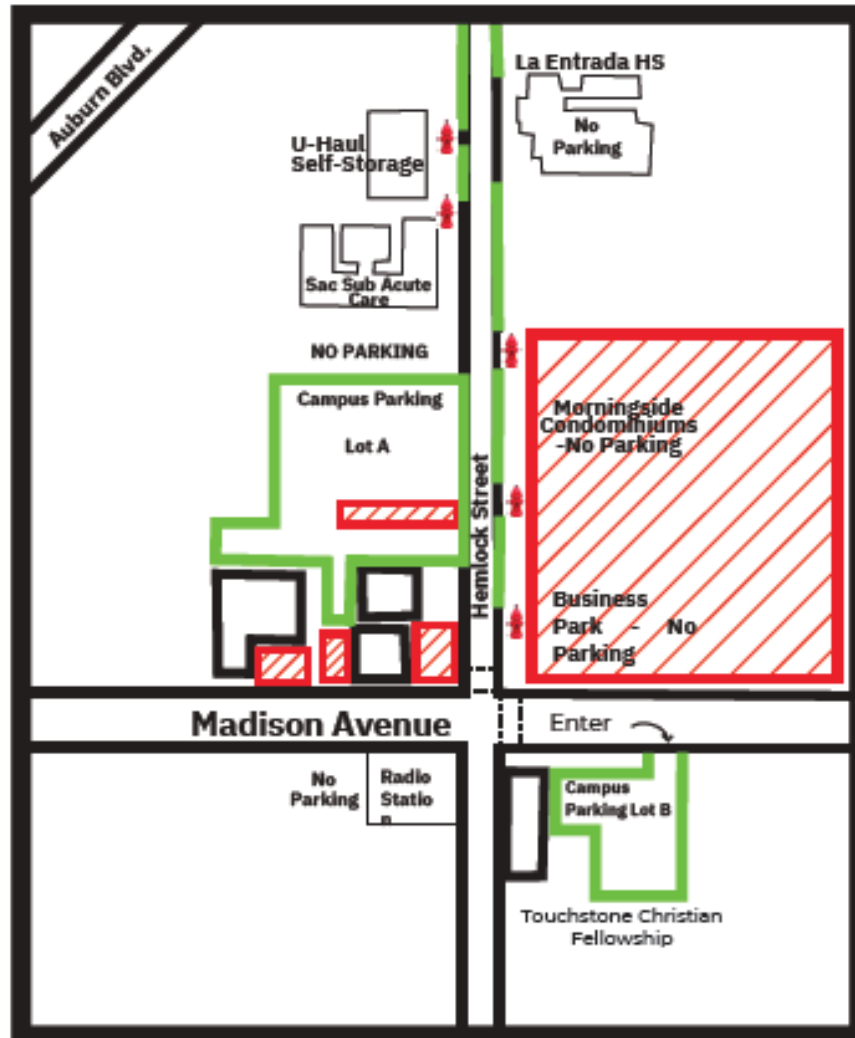 La Entrada HS
Auburn Blvd.
No
Parking
U-Haul
Self-Storage
Sac Sub Acute
Care
NO PARKING
Campus Parking
Lot A
Morningside
Condominiums
-No Parking
Hemlock Street
Business
Park - No
Parking
Madison Avenue
Enter
No
Parking
Radio
Statio
n
Campus
Parking Lot B
Touchstone Christian
Fellowship